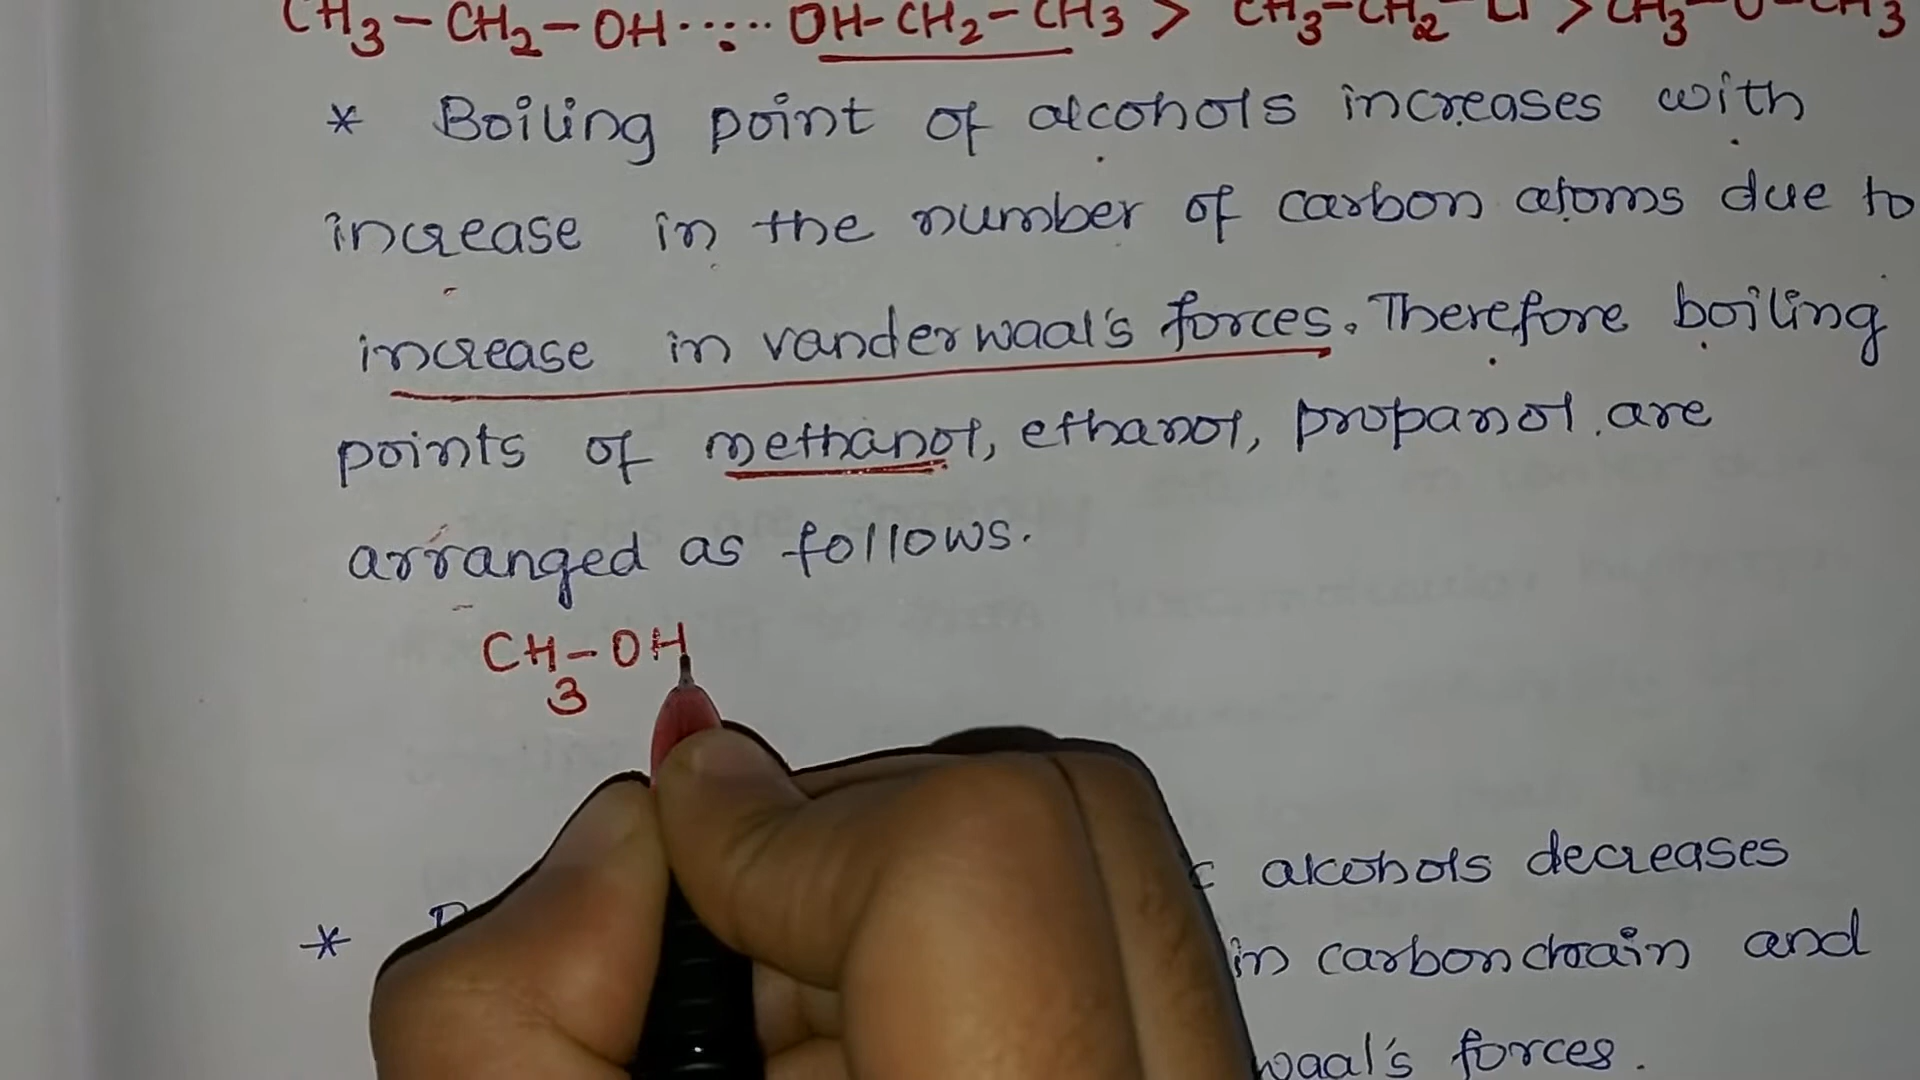 CH3-CH2-OH·····OH-CH2-CH3 > CH3-CH2-Cl > CH3-O-CH3
* Boiling point of alcohols increases with
increase in the number of carbon atoms due to
increase in vanderwaal's forces. Therefore boiling
points of methanol, ethanol, propanol are
arranged as follows.
CH3-OH
alcohols decreases
* in carbon chain and
waal's forces.